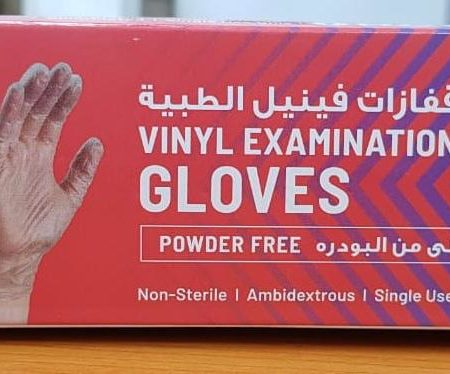 قفازات فينيل الطبية
VINYL EXAMINATION
GLOVES
POWDER FREE من البودره
Non-Sterile I Ambidextrous I Single Use